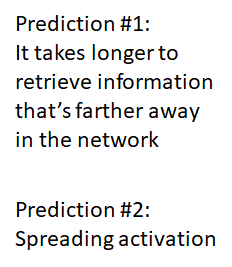 Prediction #1:
It takes longer to
retrieve information
that’s farther away
in the network
Prediction #2:
Spreading activation